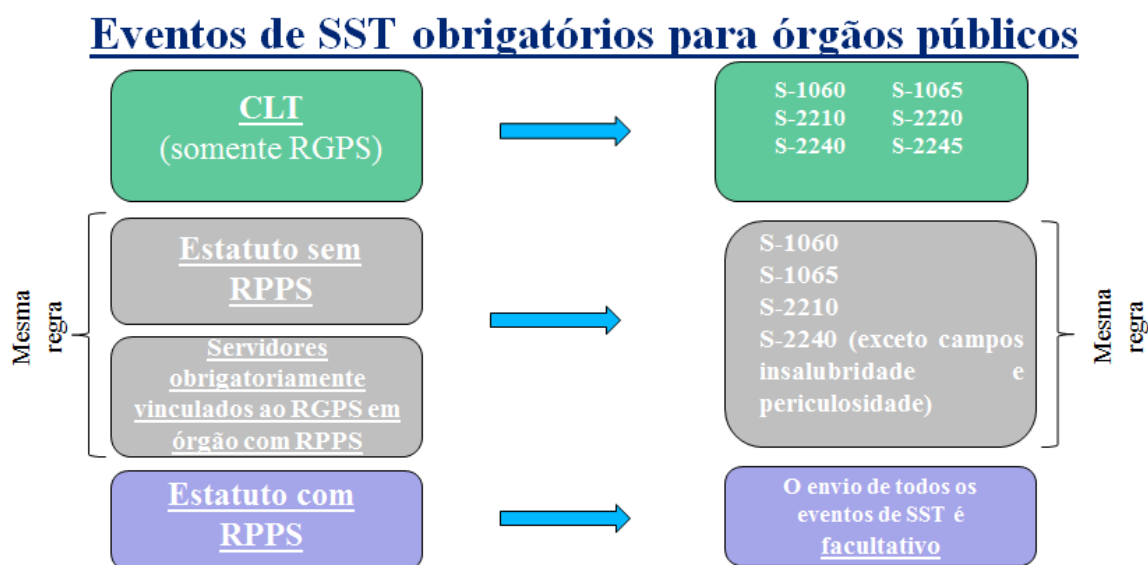 Eventos de SST obrigatórios para órgãos públicos
CLT
(somente RGPS)
S-1060 S-1065
S-2210 S-2220
S-2240 S-2245
Mesma
regra
Estatuto sem
RPPS
Servidores
obrigatoriamente
vinculados ao RGPS em
órgão com RPPS
S-1060
S-1065
S-2210
S-2240 (exceto campos
insalubridade e
periculosidade)
Mesma
regra
Estatuto com
RPPS
O envio de todos os
eventos de SST é
facultativo